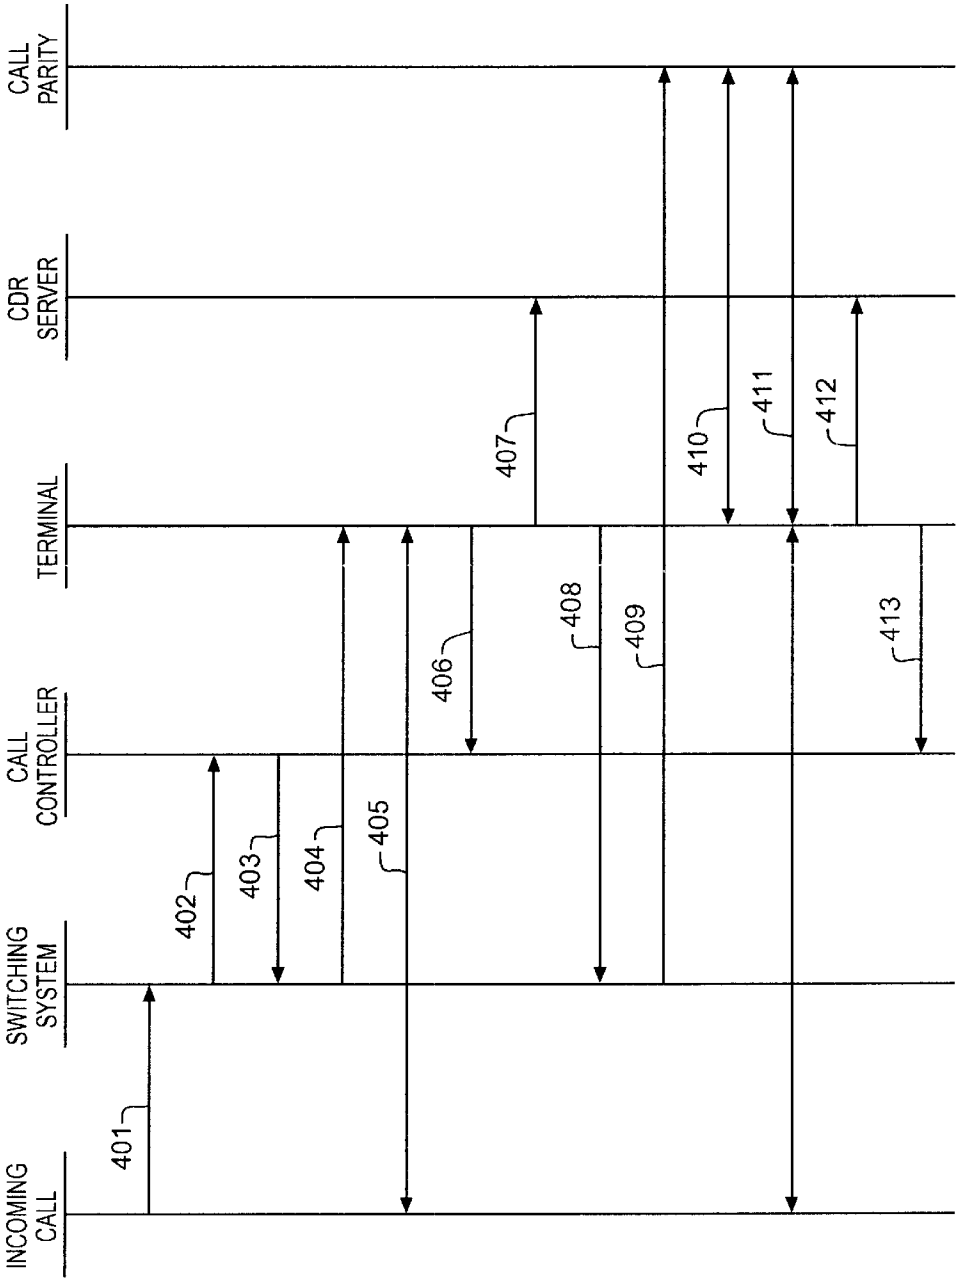 INCOMING
CALL
SWITCHING
SYSTEM
CALL
CONTROLLER
TERMINAL
CDR
SERVER
CALL
PARITY
401
402
403
404
405
406
407
408
409
410
411
412
413